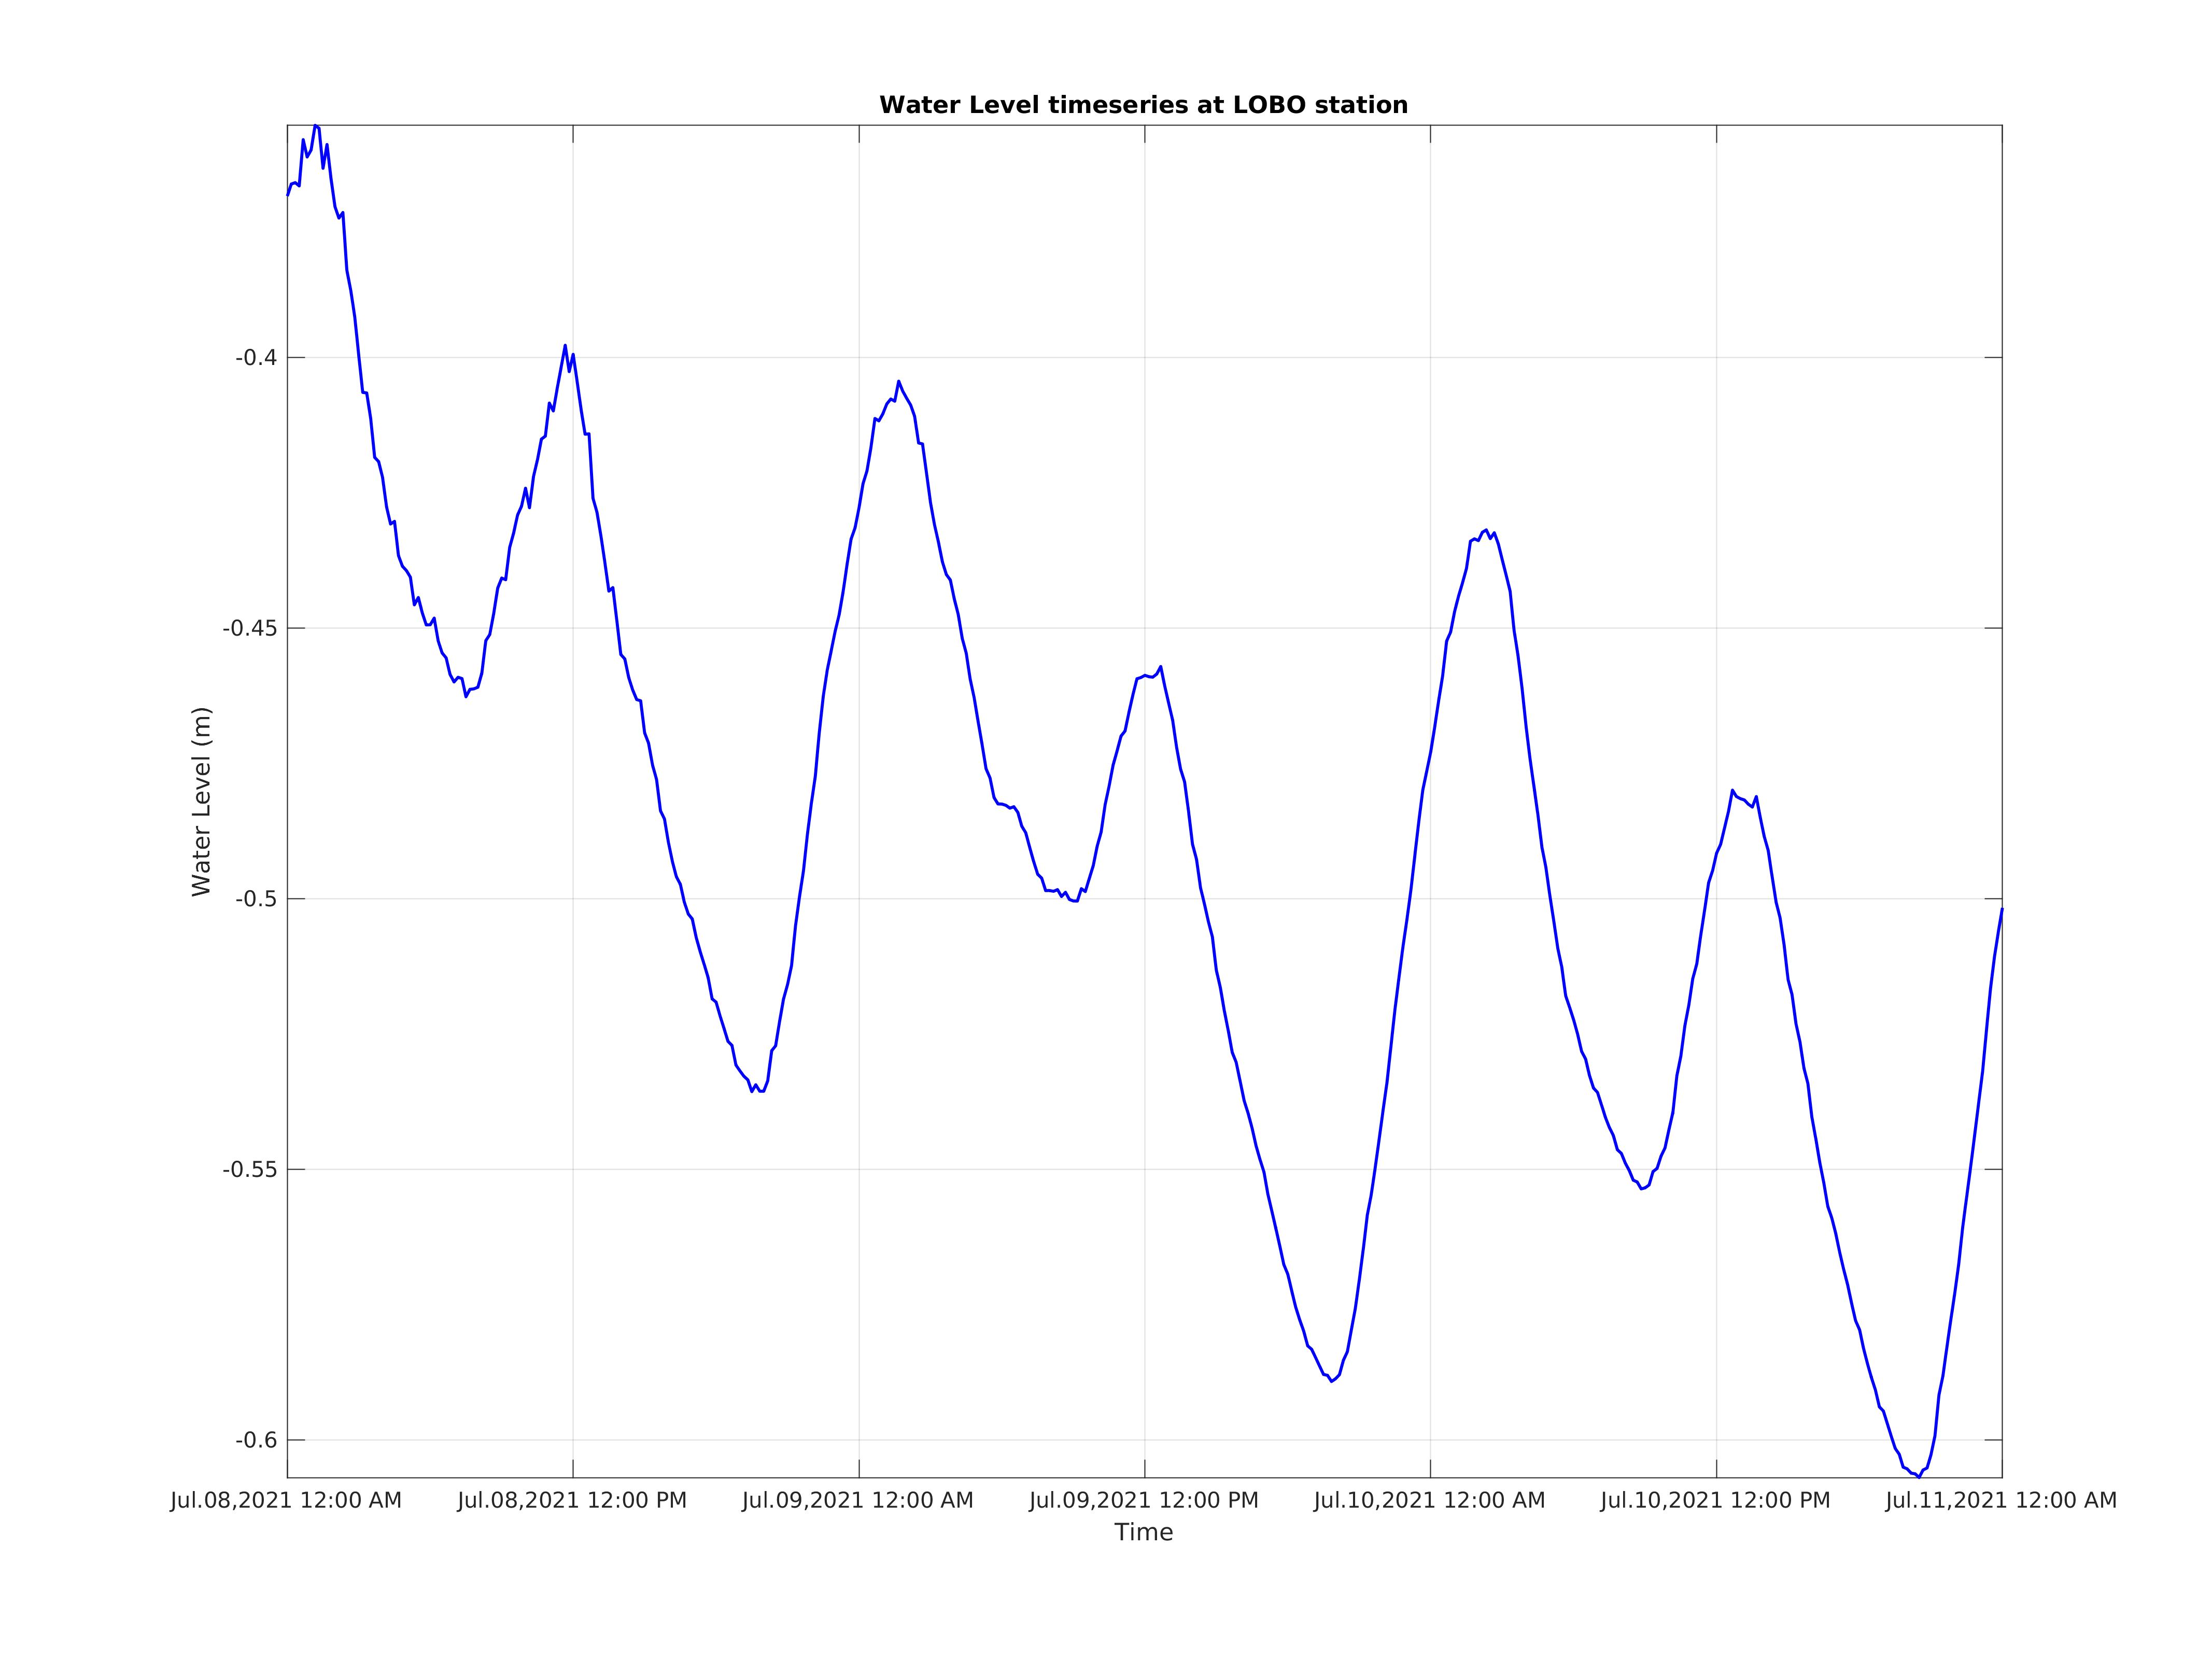 Water Level timeseries at LOBO station
-0.4
-0.45
-0.5
-0.55
-0.6
Water Level (m)
Jul.08,2021 12:00 AM
Jul.08,2021 12:00 PM
Jul.09,2021 12:00 AM
Jul.09,2021 12:00 PM
Jul.10,2021 12:00 AM
Jul.10,2021 12:00 PM
Jul.11,2021 12:00 AM
Time